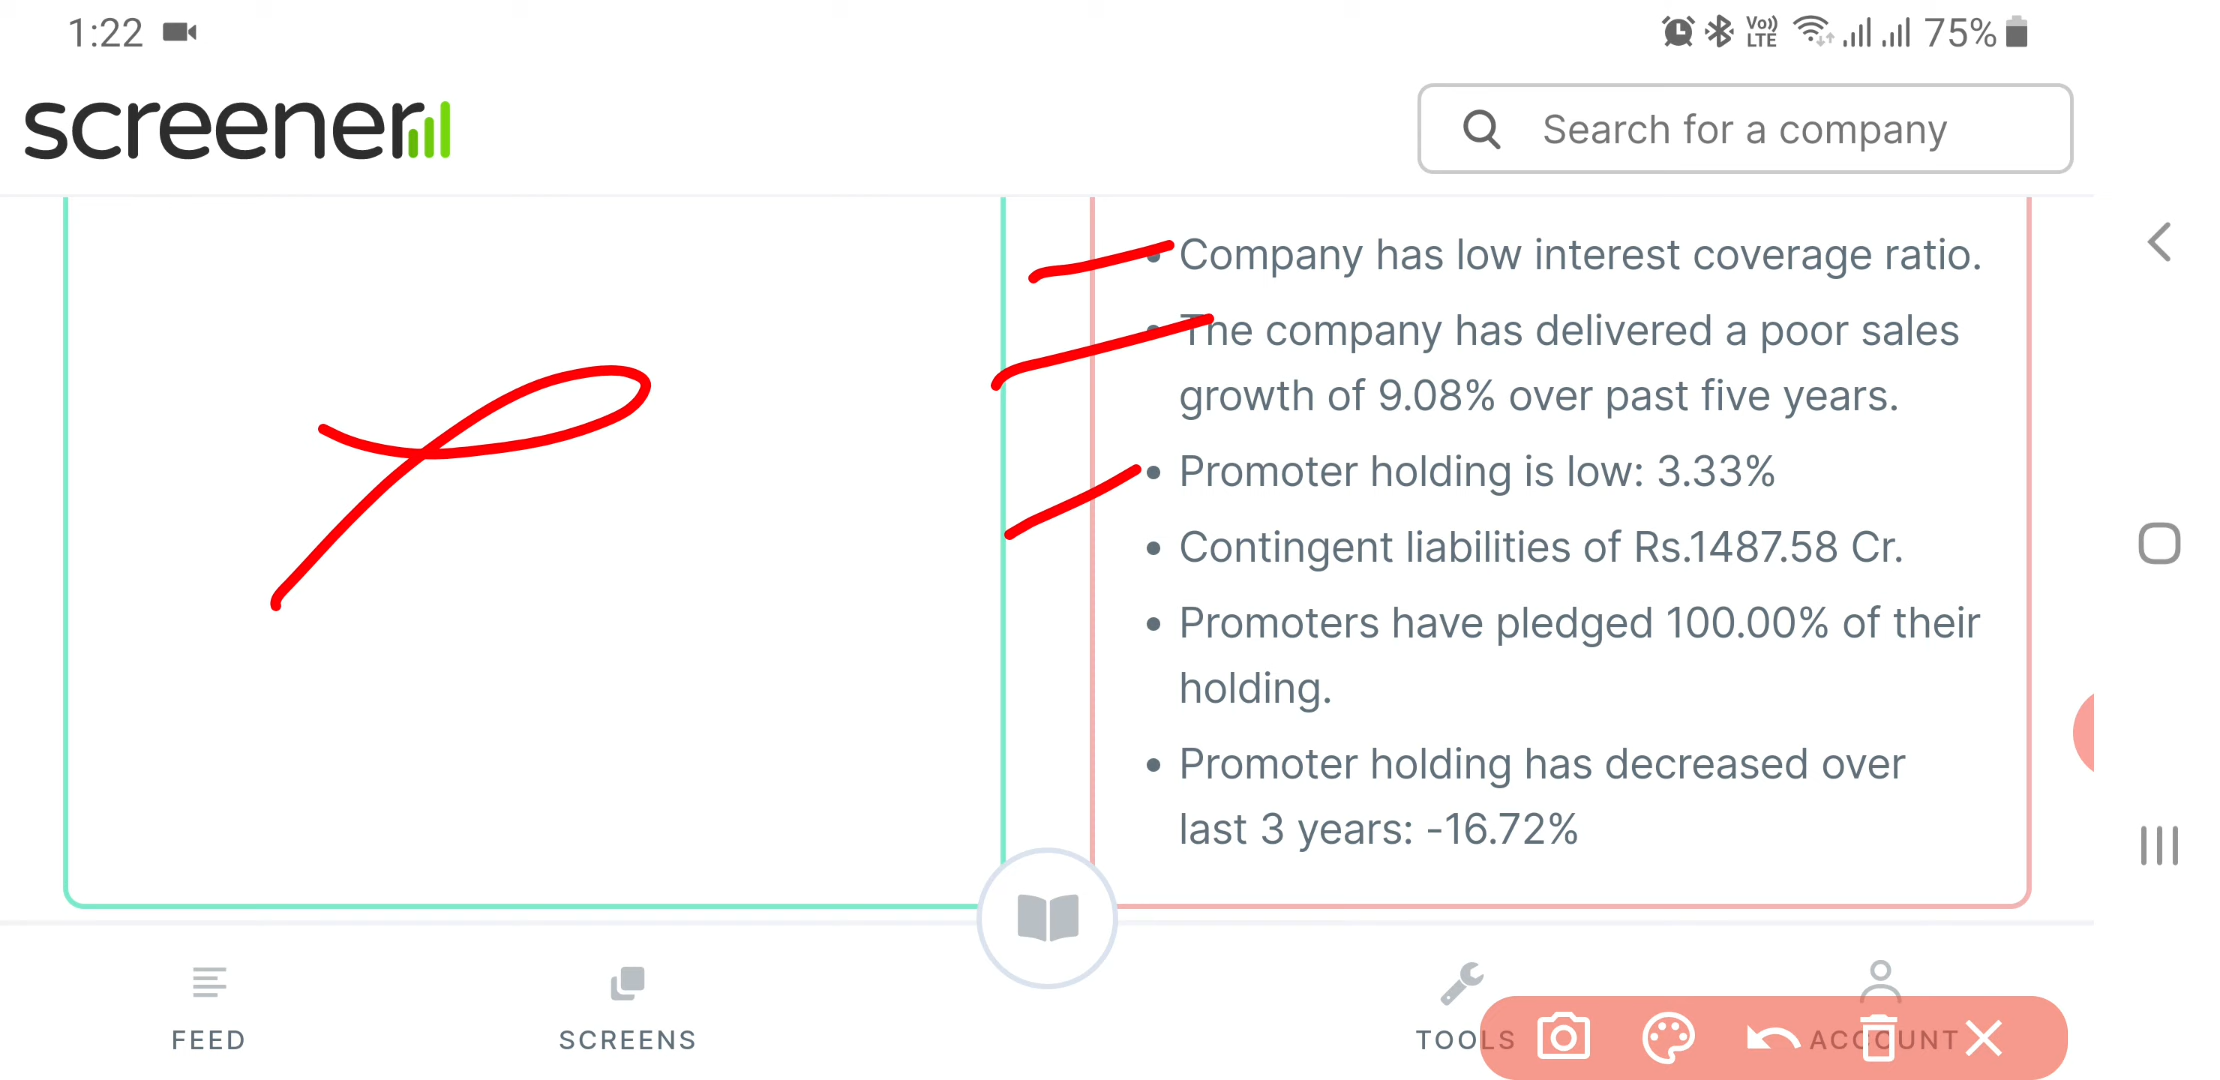 1:22
Vo)) LTE 75%
screener
Search for a company
Company has low interest coverage ratio.
The company has delivered a poor sales
growth of 9.08% over past five years.
Promoter holding is low: 3.33%
Contingent liabilities of Rs.1487.58 Cr.
Promoters have pledged 100.00% of their
holding.
Promoter holding has decreased over
last 3 years: -16.72%
FEED
SCREENS
TOOLS
ACCOUNT